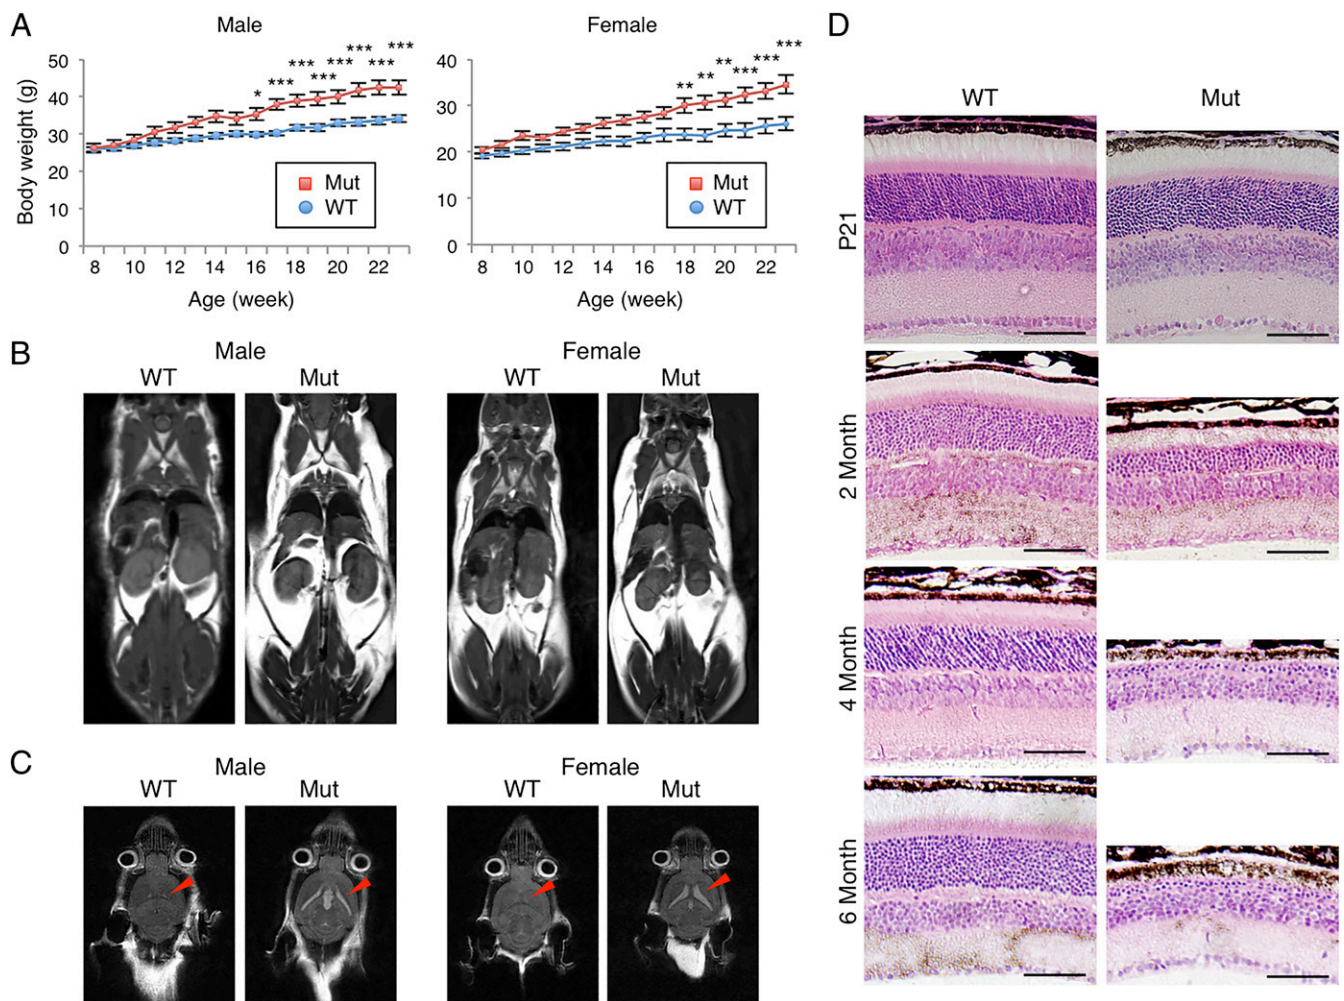 A
Male
Female
Body weight (g)
50
40
30
20
10
0
* *** *** *** *** *** *** ***
Mut
WT
8 10 12 14 16 18 20 22
Age (week)
40
30
20
10
0
** ** ** *** *** ***
Mut
WT
8 10 12 14 16 18 20 22
Age (week)
B
Male
Female
WT Mut WT Mut
C
Male
Female
WT Mut WT Mut
D
WT Mut
P21
2 Month
4 Month
6 Month